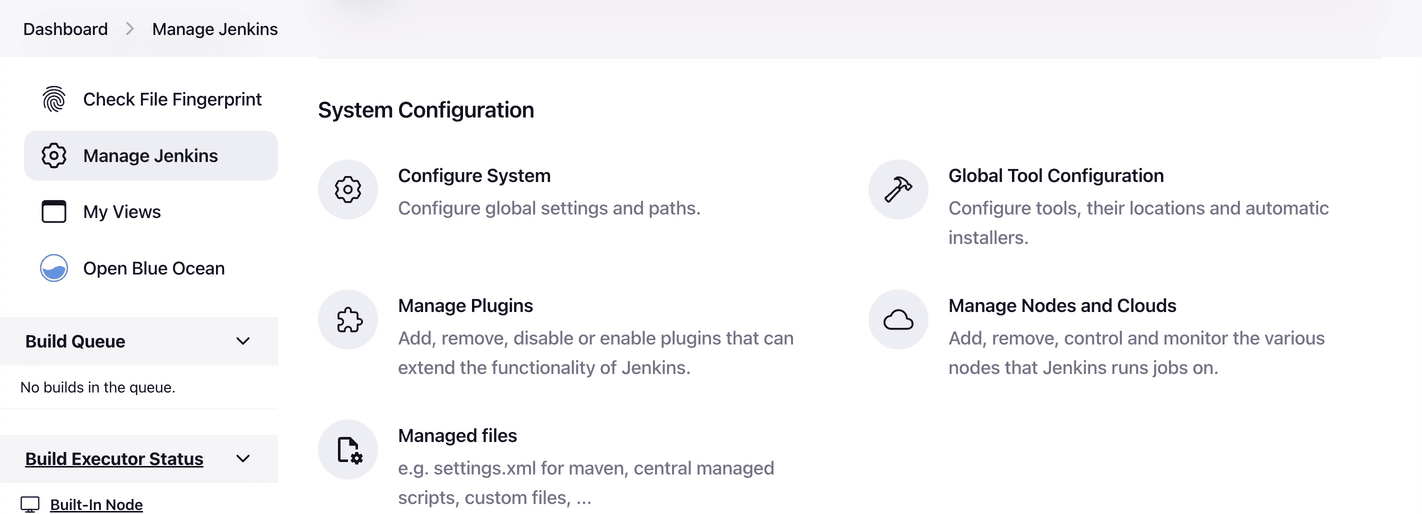 Dashboard > Manage Jenkins
Check File Fingerprint
Manage Jenkins
My Views
Open Blue Ocean
Build Queue
No builds in the queue.
Build Executor Status
Built-In Node
System Configuration
Configure System
Configure global settings and paths.
Global Tool Configuration
Configure tools, their locations and automatic
installers.
Manage Plugins
Add, remove, disable or enable plugins that can
extend the functionality of Jenkins.
Manage Nodes and Clouds
Add, remove, control and monitor the various
nodes that Jenkins runs jobs on.
Managed files
e.g. settings.xml for maven, central managed
scripts, custom files, ...